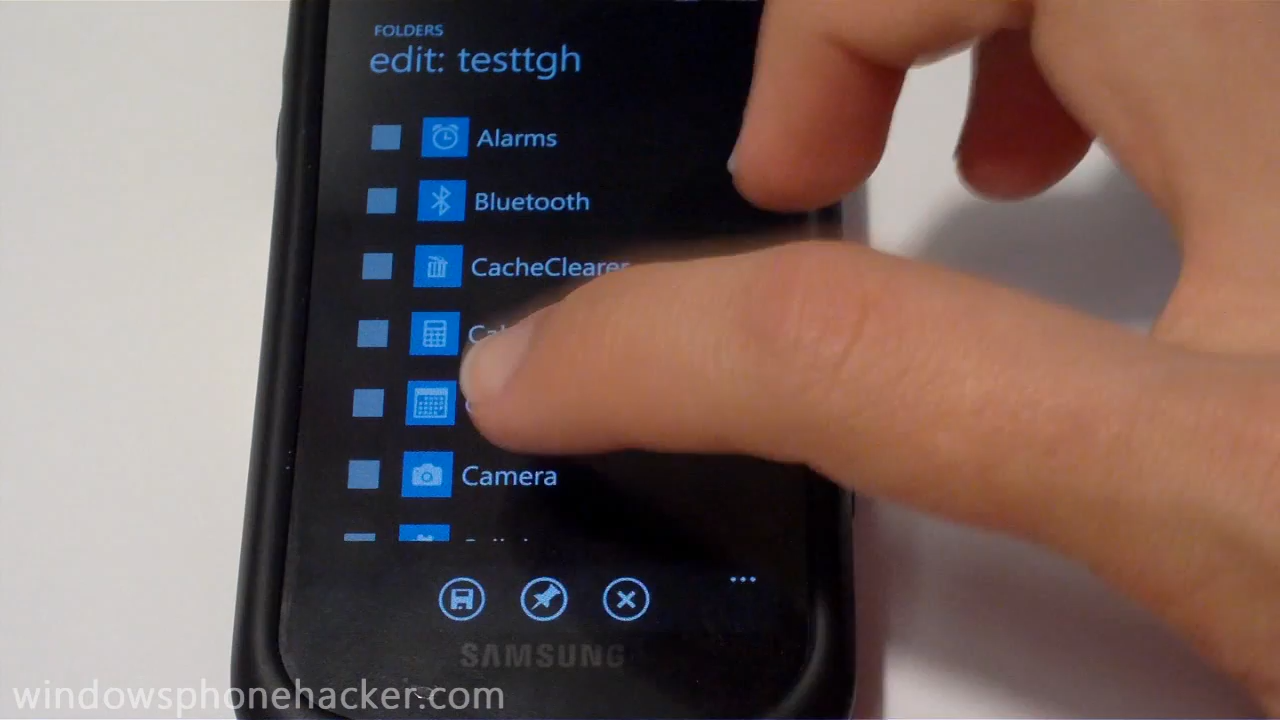 FOLDERS
edit: testtgh
Alarms
Bluetooth
CacheClearer
Camera
SAMSUNG
windowsphonehacker.com